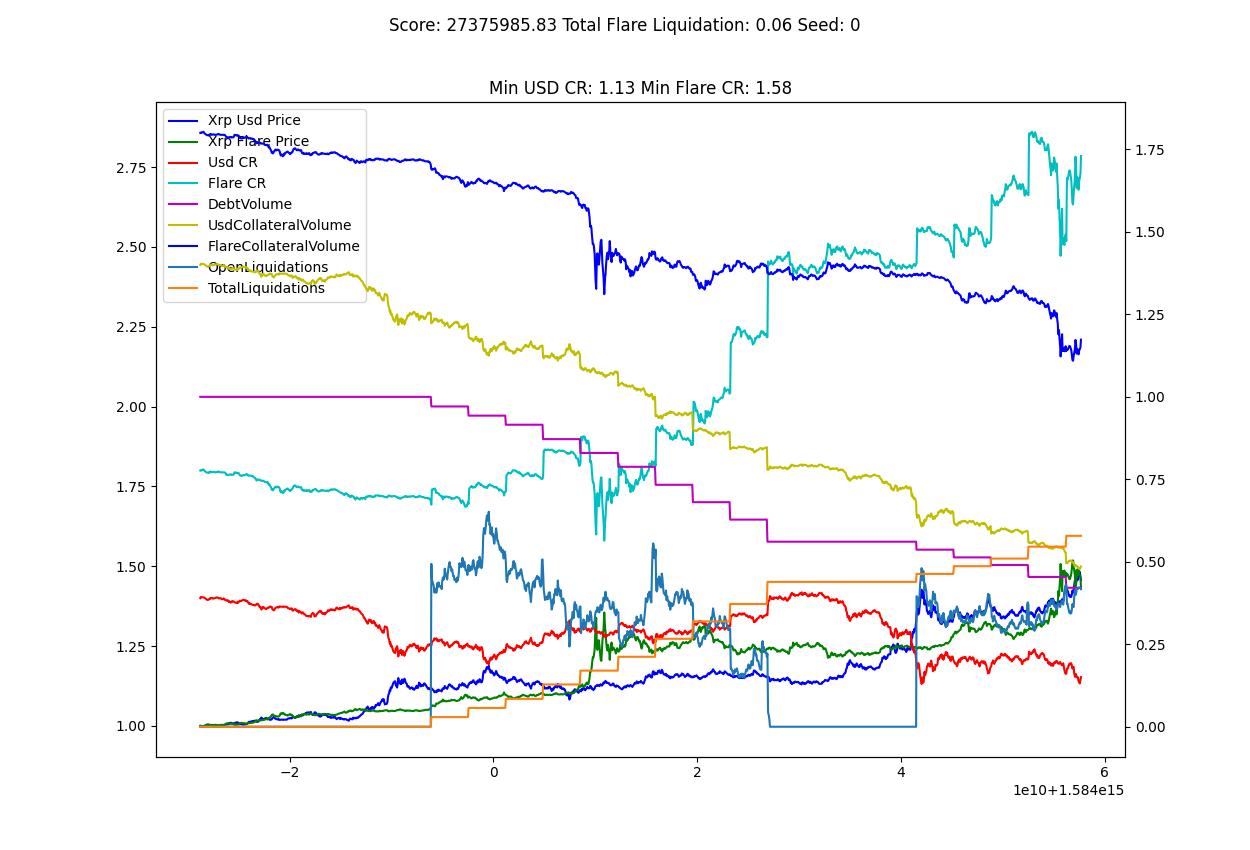 Score: 27375985.83 Total Flare Liquidation: 0.06 Seed: 0
Min USD CR: 1.13 Min Flare CR: 1.58
Xrp Usd Price
Xrp Flare Price
Usd CR
Flare CR
DebtVolume
UsdCollateralVolume
FlareCollateralVolume
OpenLiquidations
TotalLiquidations
2.75
2.50
2.25
2.00
1.75
1.50
1.25
1.00
1.75
1.50
1.25
1.00
0.75
0.50
0.25
0.00
−2 0 2 4 6
1e10+1.584e15